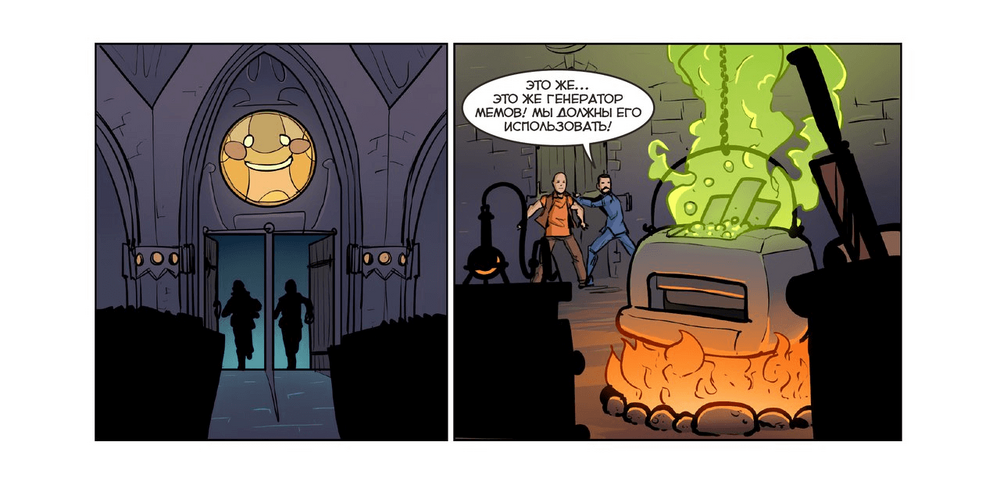 ЭТО ЖЕ...
ЭТО ЖЕ ГЕНЕРАТОР
МЕМОВ! МЫ ДОЛЖНЫ ЕГО
ИСПОЛЬЗОВАТЬ!